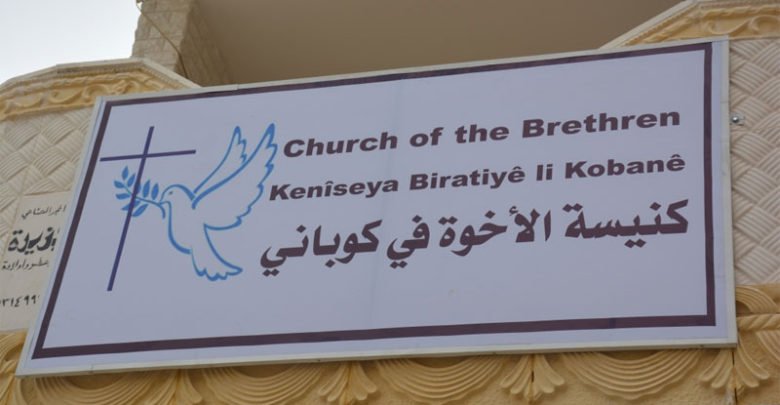 Church of the Brethren
Kenîseya Biratiyê li Kobanê
كنيسة الأخوة في كوباني